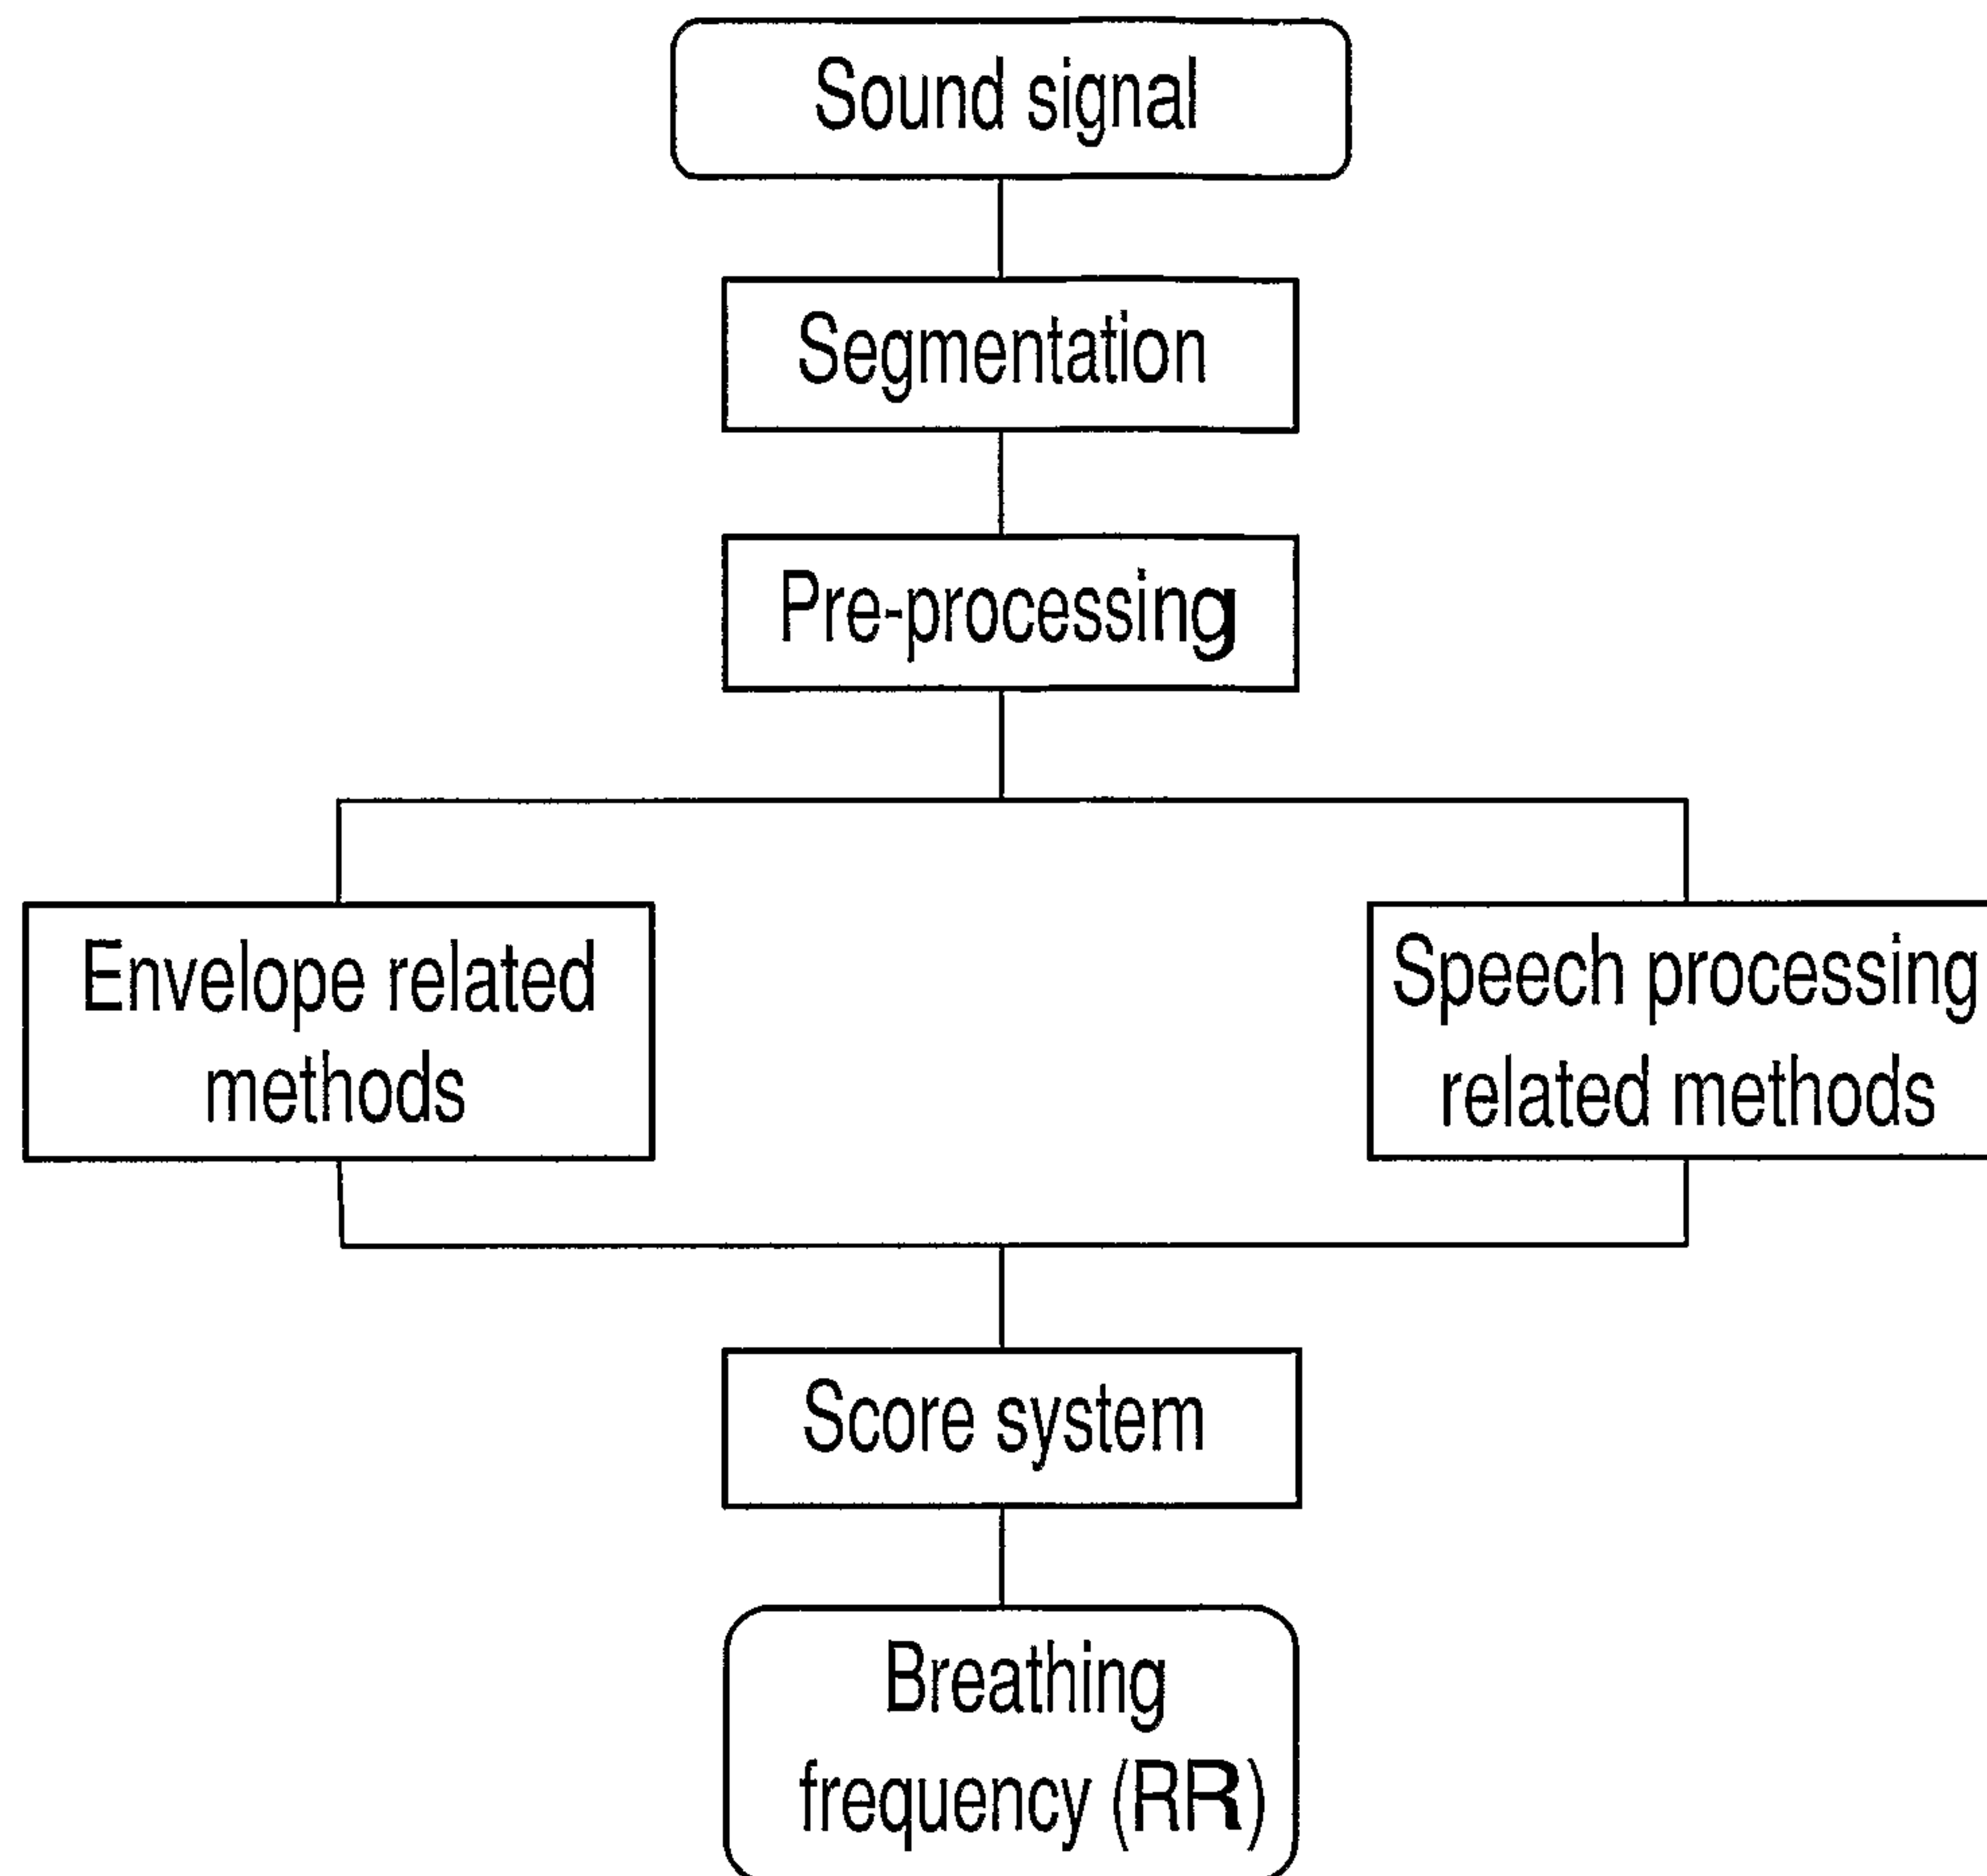 Sound signal
Segmentation
Pre-processing
Envelope related
methods
Speech processing
related methods
Score system
Breathing
frequency (RR)